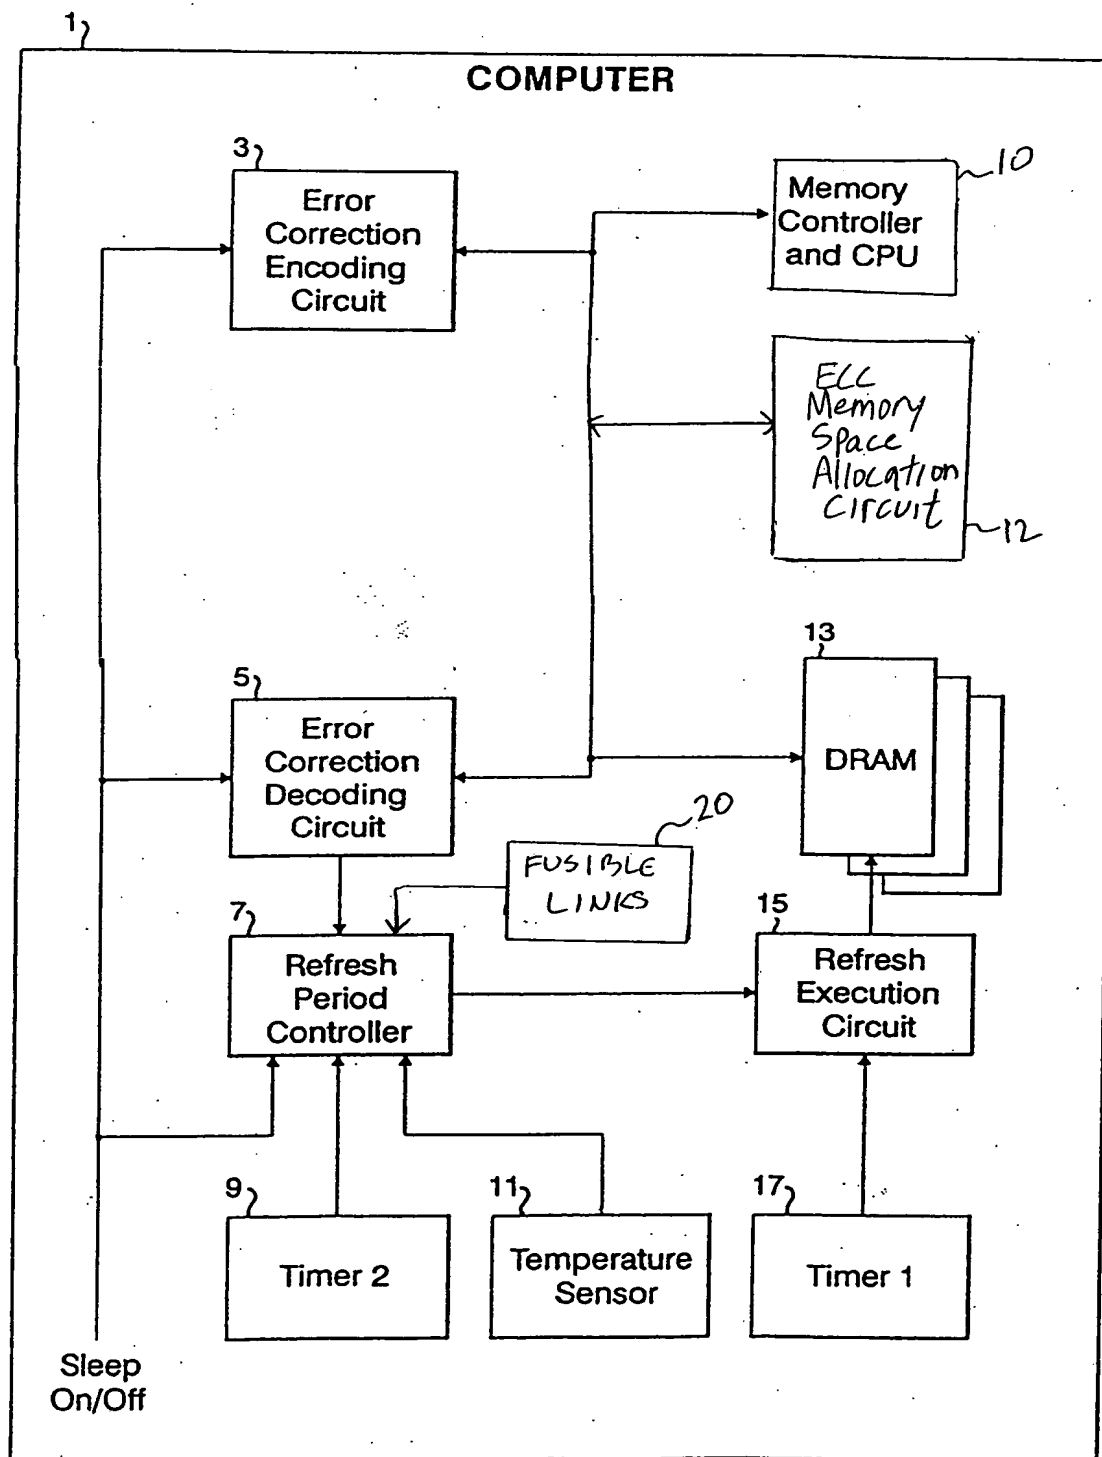 1
COMPUTER
3
Error
Correction
Encoding
Circuit
10
Memory
Controller
and CPU
ECC
Memory
Space
Allocation
Circuit
12
5
Error
Correction
Decoding
Circuit
13
DRAM
20
FUSIBLE
LINKS
7
Refresh
Period
Controller
15
Refresh
Execution
Circuit
9
Timer 2
11
Temperature
Sensor
17
Timer 1
Sleep
On/Off